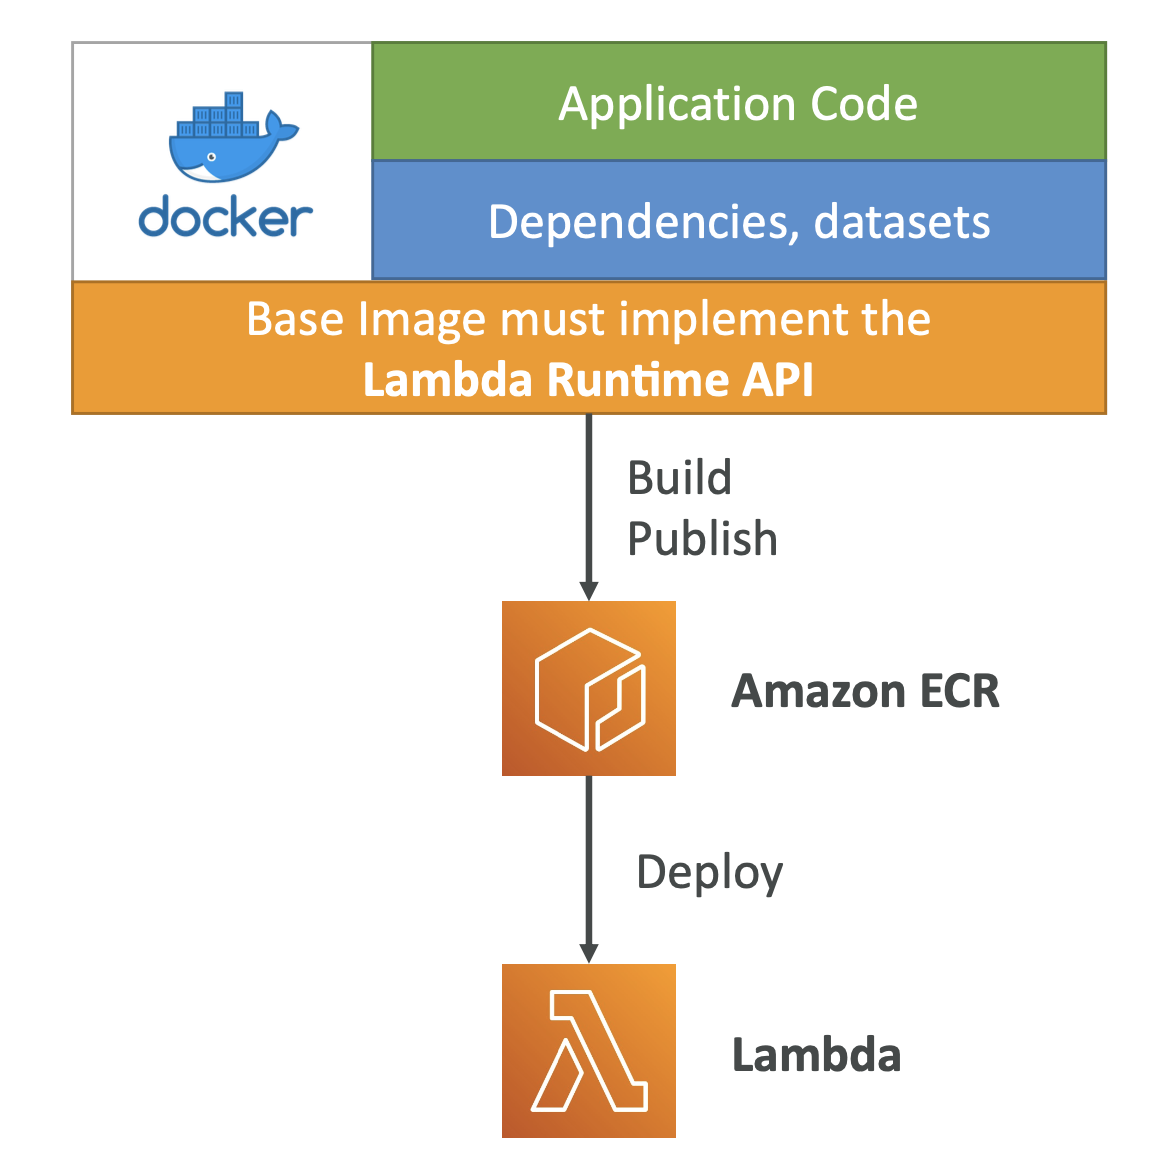 docker
Application Code
Dependencies, datasets
Base Image must implement the
Lambda Runtime API
Build
Publish
Amazon ECR
Deploy
Lambda